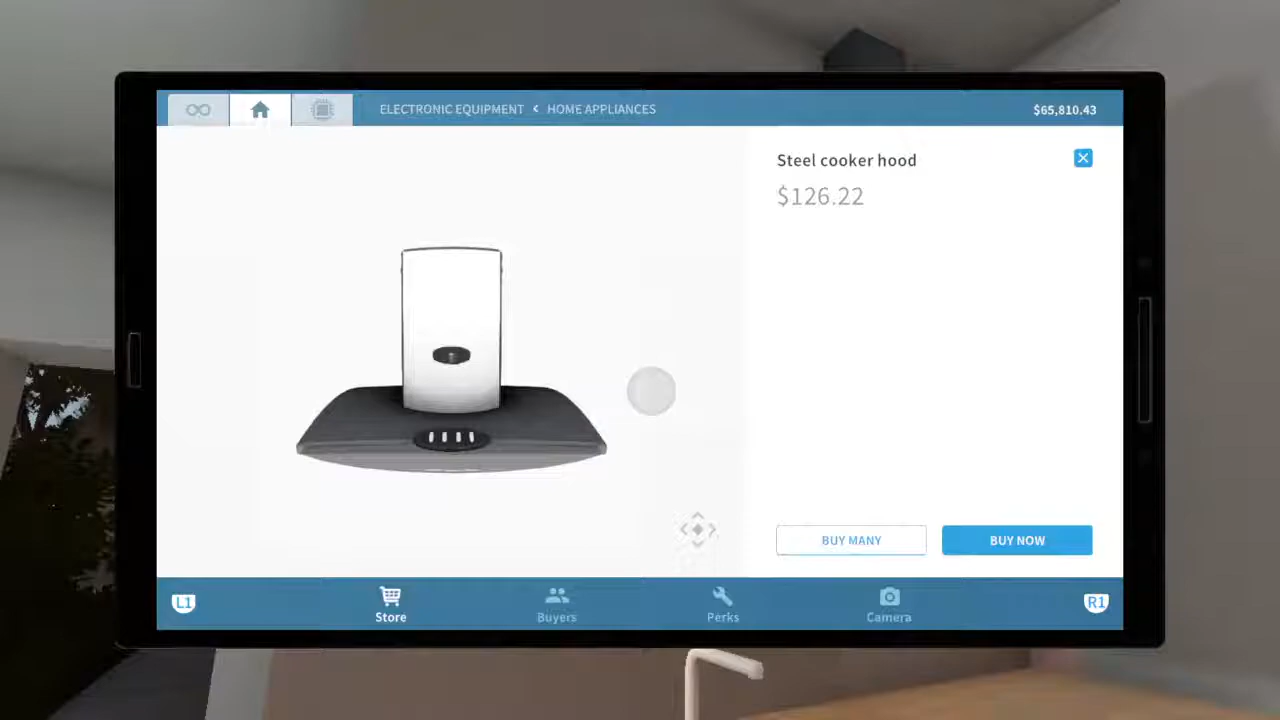 ELECTRONIC EQUIPMENT < HOME APPLIANCES
$65,810.43
Steel cooker hood
$126.22
BUY MANY
BUY NOW
L1
Store
Buyers
Perks
Camera
R1